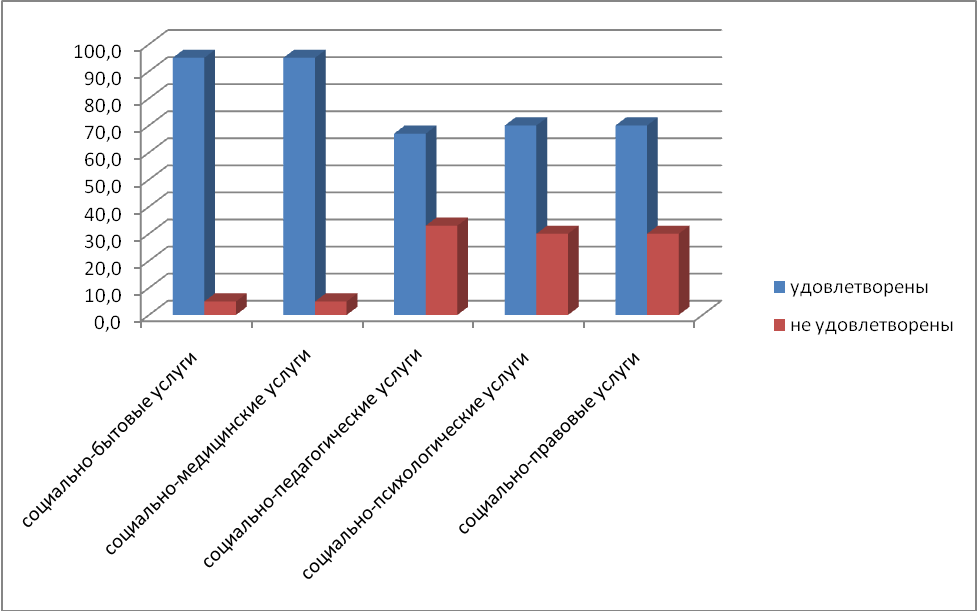 100,0
90,0
80,0
70,0
60,0
50,0
40,0
30,0
20,0
10,0
0,0
социально-бытовые услуги
социально-медицинские услуги
социально-педагогические услуги
социально-психологические услуги
социально-правовые услуги
удовлетворены
не удовлетворены